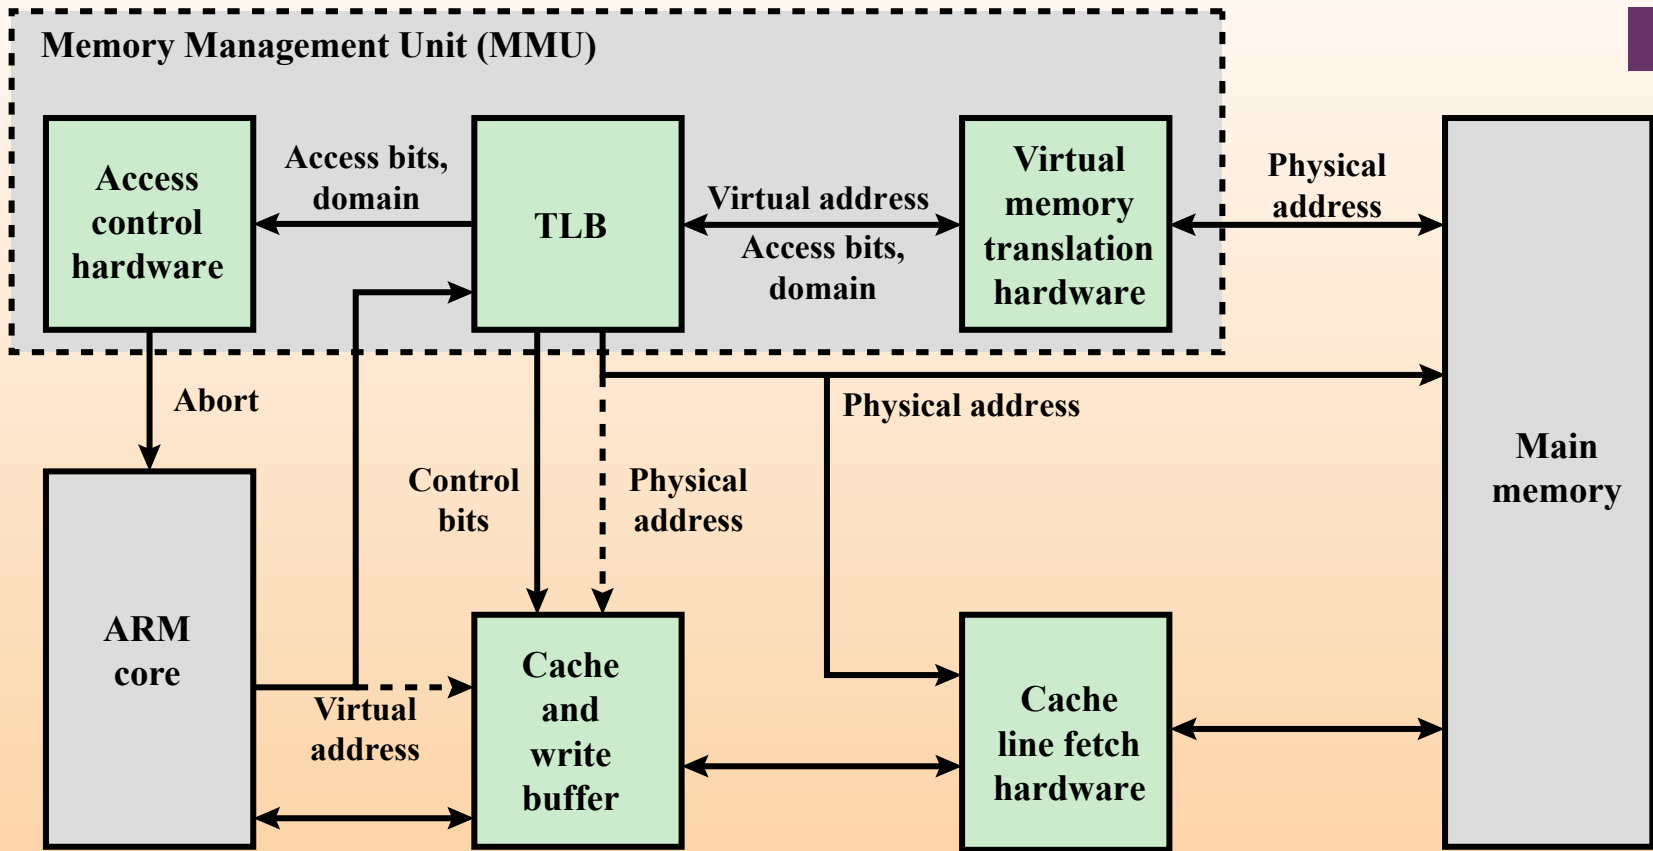 Memory Management Unit (MMU)
Access
control
hardware
Access bits,
domain
TLB
Virtual address
Access bits,
domain
Virtual
memory
translation
hardware
Physical
address
Abort
Control
bits
Physical
address
Physical address
Main
memory
ARM
core
Virtual
address
Cache
and
write
buffer
Cache
line fetch
hardware